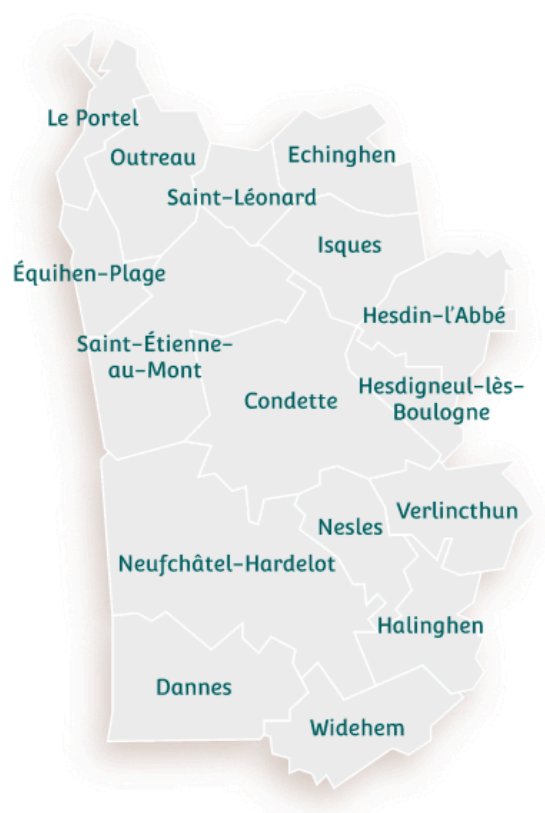 Le Portel
Outreau
Echinghen
Saint-Léonard
Isques
Équihen-Plage
Hesdin-l'Abbé
Saint-Étienne-
au-Mont
Hesdigneul-lès-
Boulogne
Condette
Verlincthun
Nesles
Neufchâtel-Hardelot
Halinghen
Dannes
Widehem